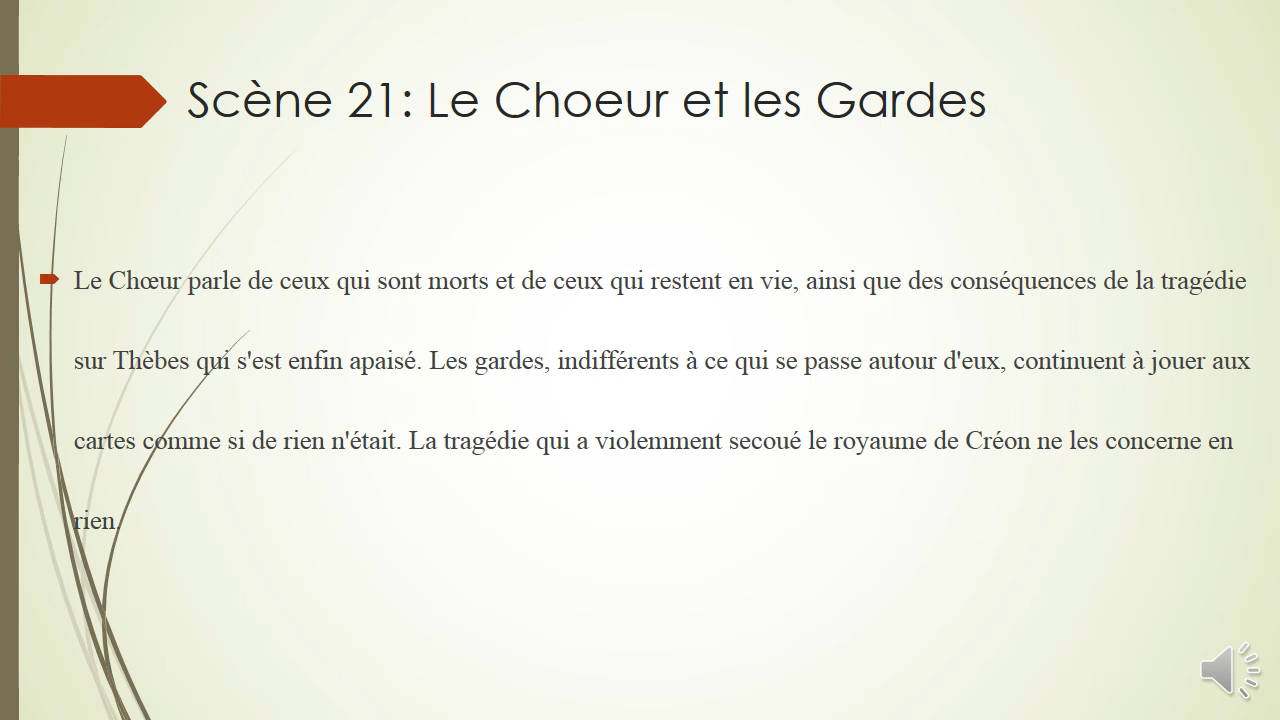 Scène 21: Le Choeur et les Gardes
Le Chœur parle de ceux qui sont morts et de ceux qui restent en vie, ainsi que des conséquences de la tragédie
sur Thèbes qui s'est enfin apaisé. Les gardes, indifférents à ce qui se passe autour d'eux, continuent à jouer aux
cartes comme si de rien n'était. La tragédie qui a violemment secoué le royaume de Créon ne les concerne en
rien.